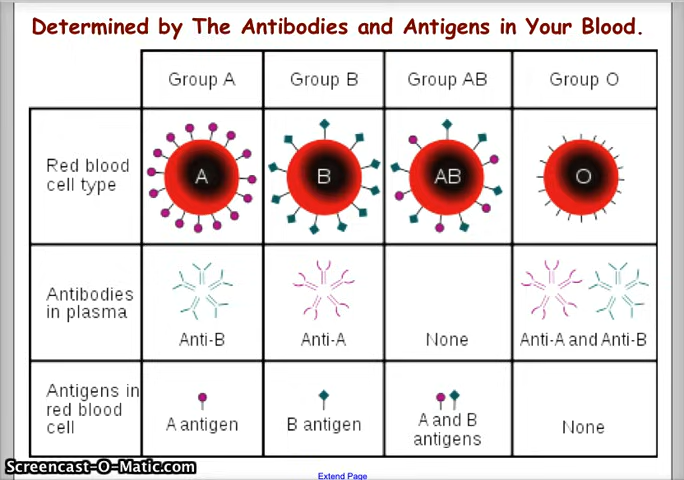 Determined by The Antibodies and Antigens in Your Blood.
Group A
Group B
Group AB
Group O
Red blood
cell type
A
B
AB
O
Antibodies
in plasma
Anti-B
Anti-A
None
Anti-A and Anti-B
Antigens in
red blood
cell
A antigen
B antigen
A and B
antigens
None
Screencast-O-Matic.com
Extend Page